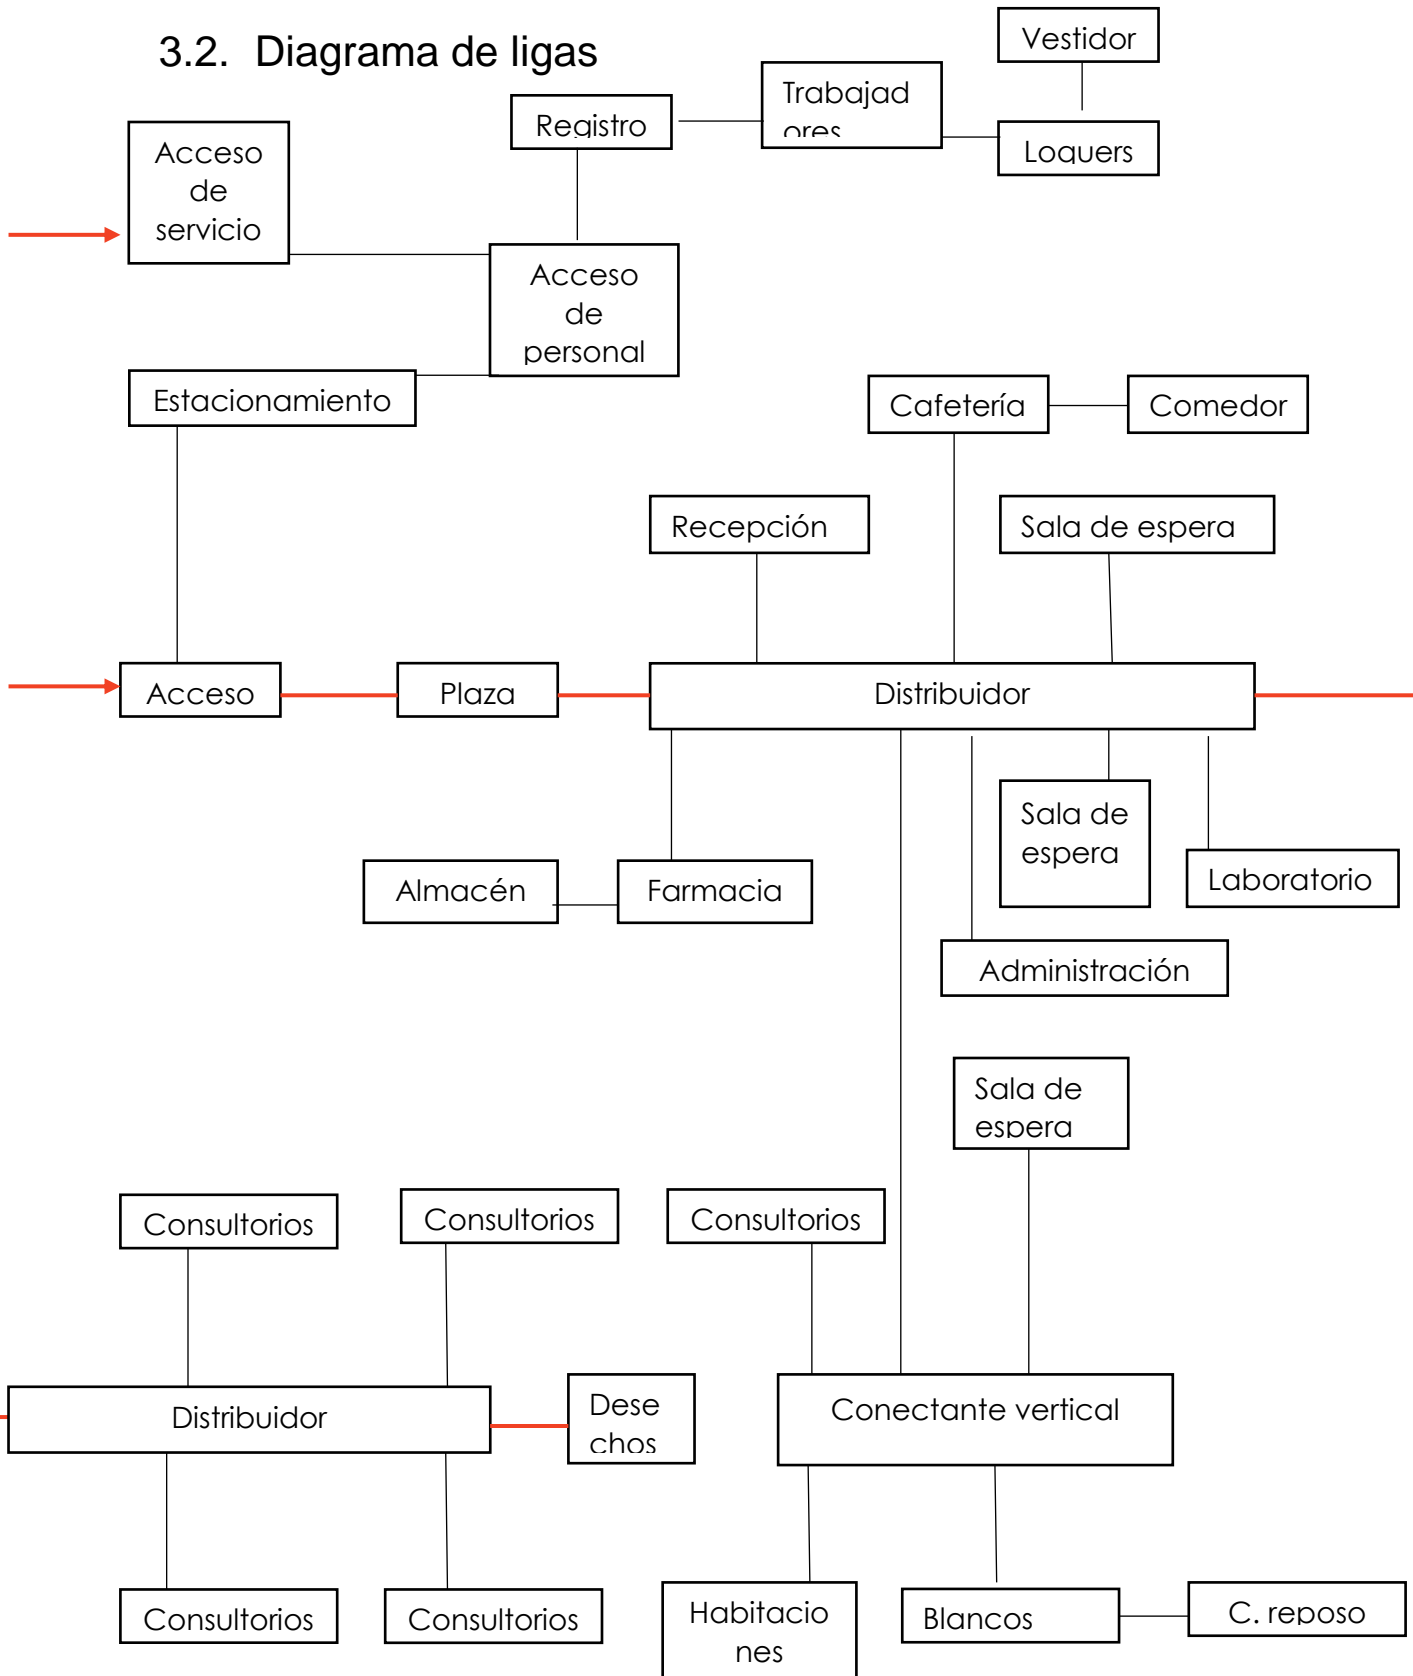 3.2. Diagrama de ligas
Vestidor
Trabajad
ores
Registro
Loquers
Acceso
de
servicio
Acceso
de
personal
Estacionamiento
Cafetería
Comedor
Recepción
Sala de espera
Acceso
Plaza
Distribuidor
Sala de
espera
Almacén
Farmacia
Laboratorio
Administración
Sala de
espera
Consultorios
Consultorios
Consultorios
Distribuidor
Dese
chos
Conectante vertical
Consultorios
Consultorios
Habitacio
nes
Blancos
C. reposo